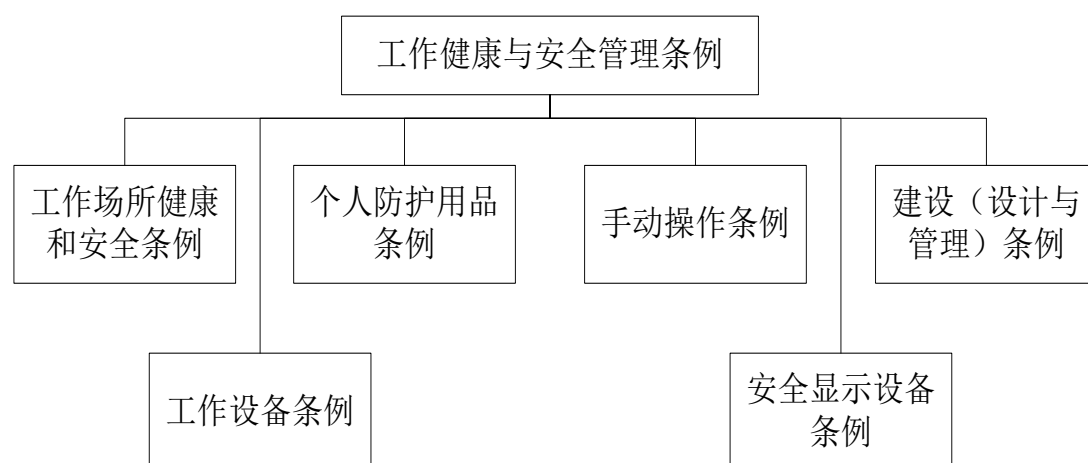 工作健康与安全管理条例
工作场所健康
和安全条例
个人防护用品
条例
手动操作条例
建设（设计与
管理）条例
工作设备条例
安全显示设备
条例